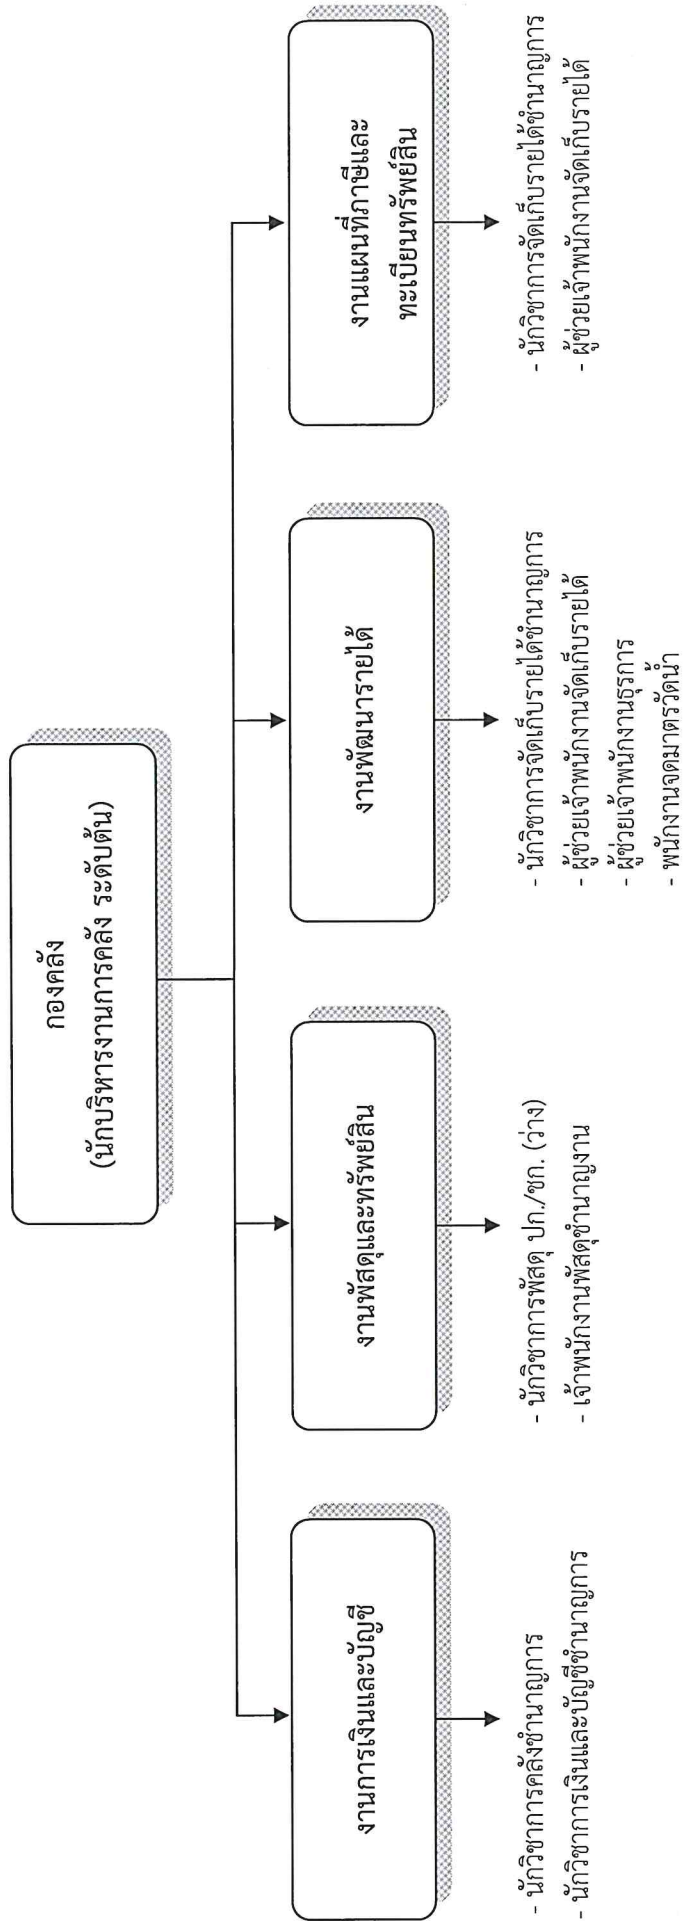 กองคลัง
(นักบริหารงานการคลัง ระดับต้น)
งานการเงินและบัญชี
- นักวิชาการคลังชำนาญการ
- นักวิชาการเงินและบัญชีชำนาญการ
งานพัสดุและทรัพย์สิน
- นักวิชาการพัสดุ ปก./ชก. (ว่าง)
- เจ้าพนักงานพัสดุชำนาญงาน
งานพัฒนารายได้
- นักวิชาการจัดเก็บรายได้ชำนาญการ
- ผู้ช่วยเจ้าพนักงานจัดเก็บรายได้
- ผู้ช่วยเจ้าพนักงานธุรการ
- พนักงานจดมาตรวัดน้ำ
งานแผนที่ภาษีและ
ทะเบียนทรัพย์สิน
- นักวิชาการจัดเก็บรายได้ชำนาญการ
- ผู้ช่วยเจ้าพนักงานจัดเก็บรายได้